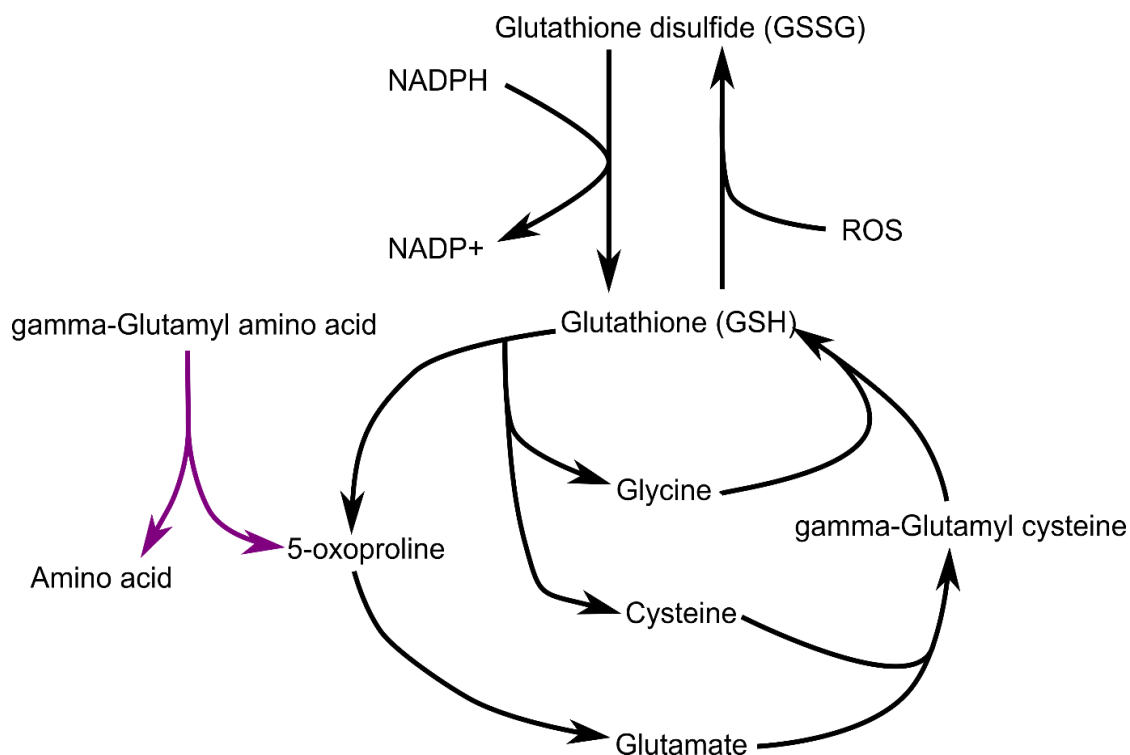 Glutathione disulfide (GSSG)
NADPH
NADP+
ROS
gamma-Glutamyl amino acid
Glutathione (GSH)
Glycine
gamma-Glutamyl cysteine
5-oxoproline
Amino acid
Cysteine
Glutamate